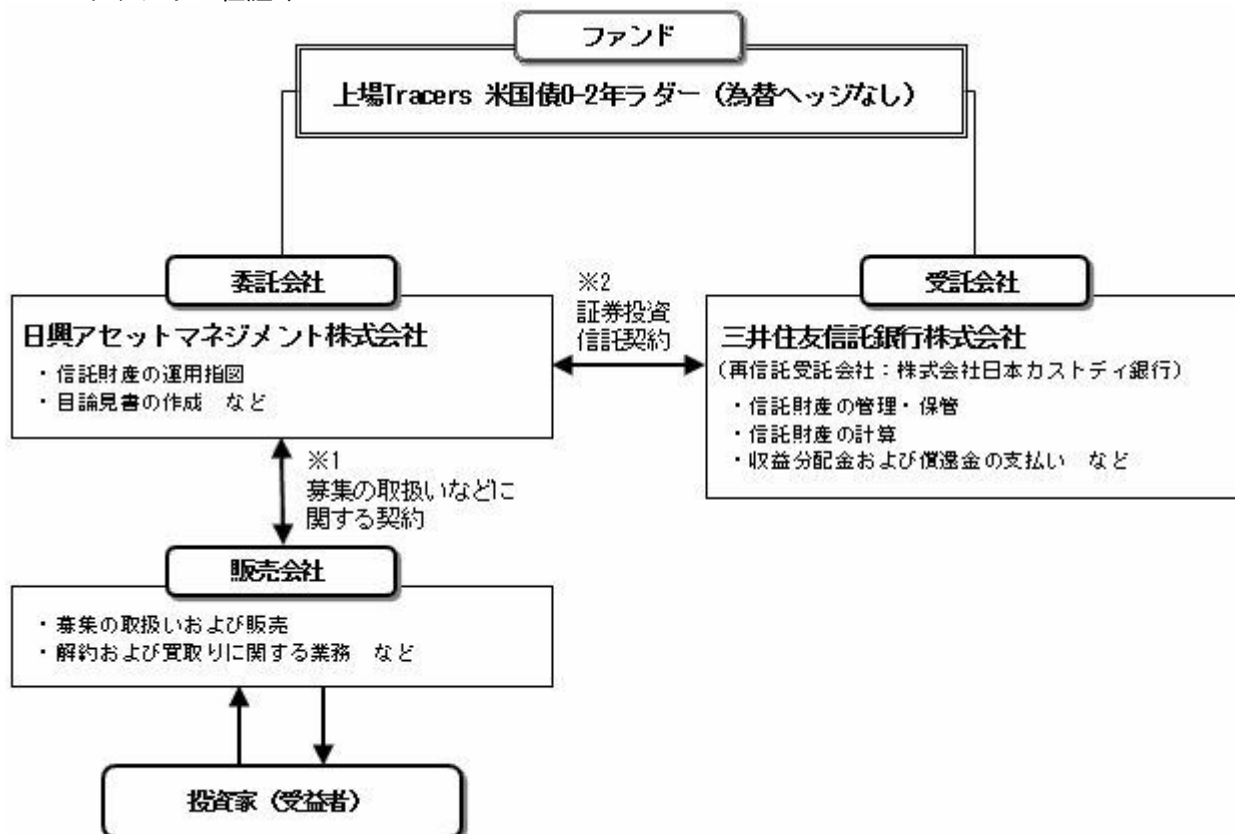 ファンド
上場Tracers 米国債0-2年ラダー（為替ヘッジなし）
委託会社
日興アセットマネジメント株式会社
・信託財産の運用指図
・目論見書の作成　など
※2
証券投資
信託契約
受託会社
三井住友信託銀行株式会社
（再信託受託会社：株式会社日本カストディ銀行）
・信託財産の管理・保管
・信託財産の計算
・収益分配金および償還金の支払い　など
※1
募集の取扱いなどに
関する契約
販売会社
・募集の取扱いおよび販売
・解約および買取りに関する業務　など
投資家（受益者）